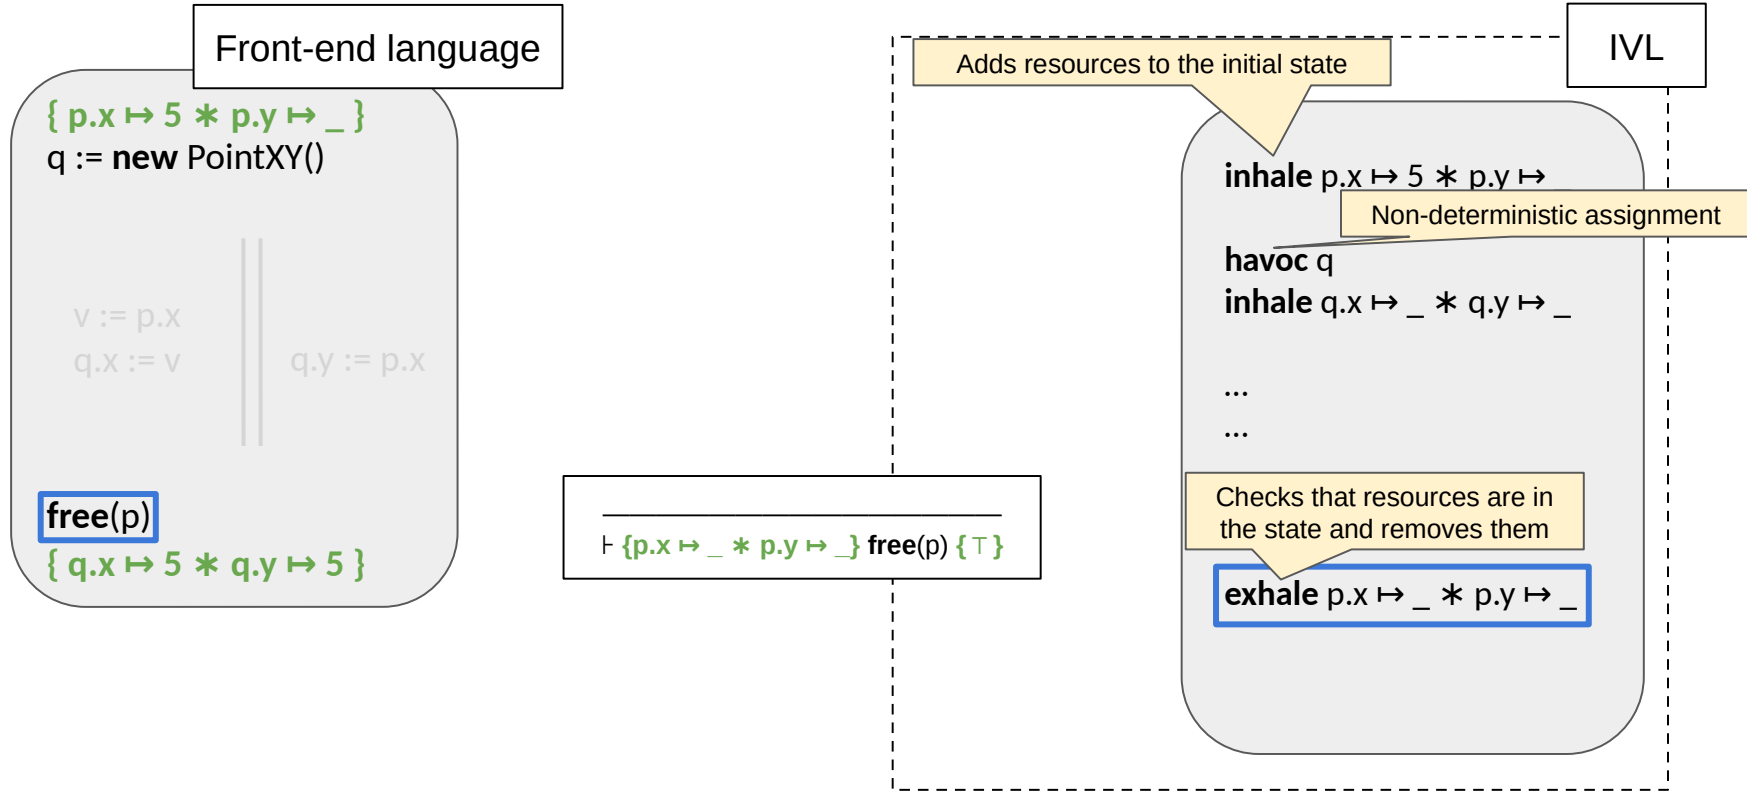 Front-end language
{ p.x ↦ 5 ∗ p.y ↦ _ }
q := new PointXY()
v := p.x
q.x := v
q.y := p.x
free(p)
{ q.x ↦ 5 ∗ q.y ↦ 5 }
⊦ {p.x ↦ _ ∗ p.y ↦ _} free(p) {⊤}
IVL
Adds resources to the initial state
inhale p.x ↦ 5 ∗ p.y ↦ _
Non-deterministic assignment
havoc q
inhale q.x ↦ _ ∗ q.y ↦ _
...
...
Checks that resources are in
the state and removes them
exhale p.x ↦ _ ∗ p.y ↦ _